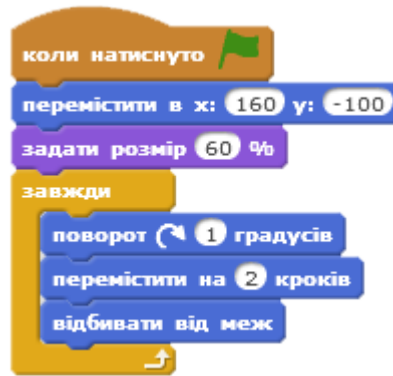 коли натиснуто
перемістити в x: 160 y: -100
задати розмір 60 %
завжди
поворот 1 градусів
перемістити на 2 кроків
відбивати від меж